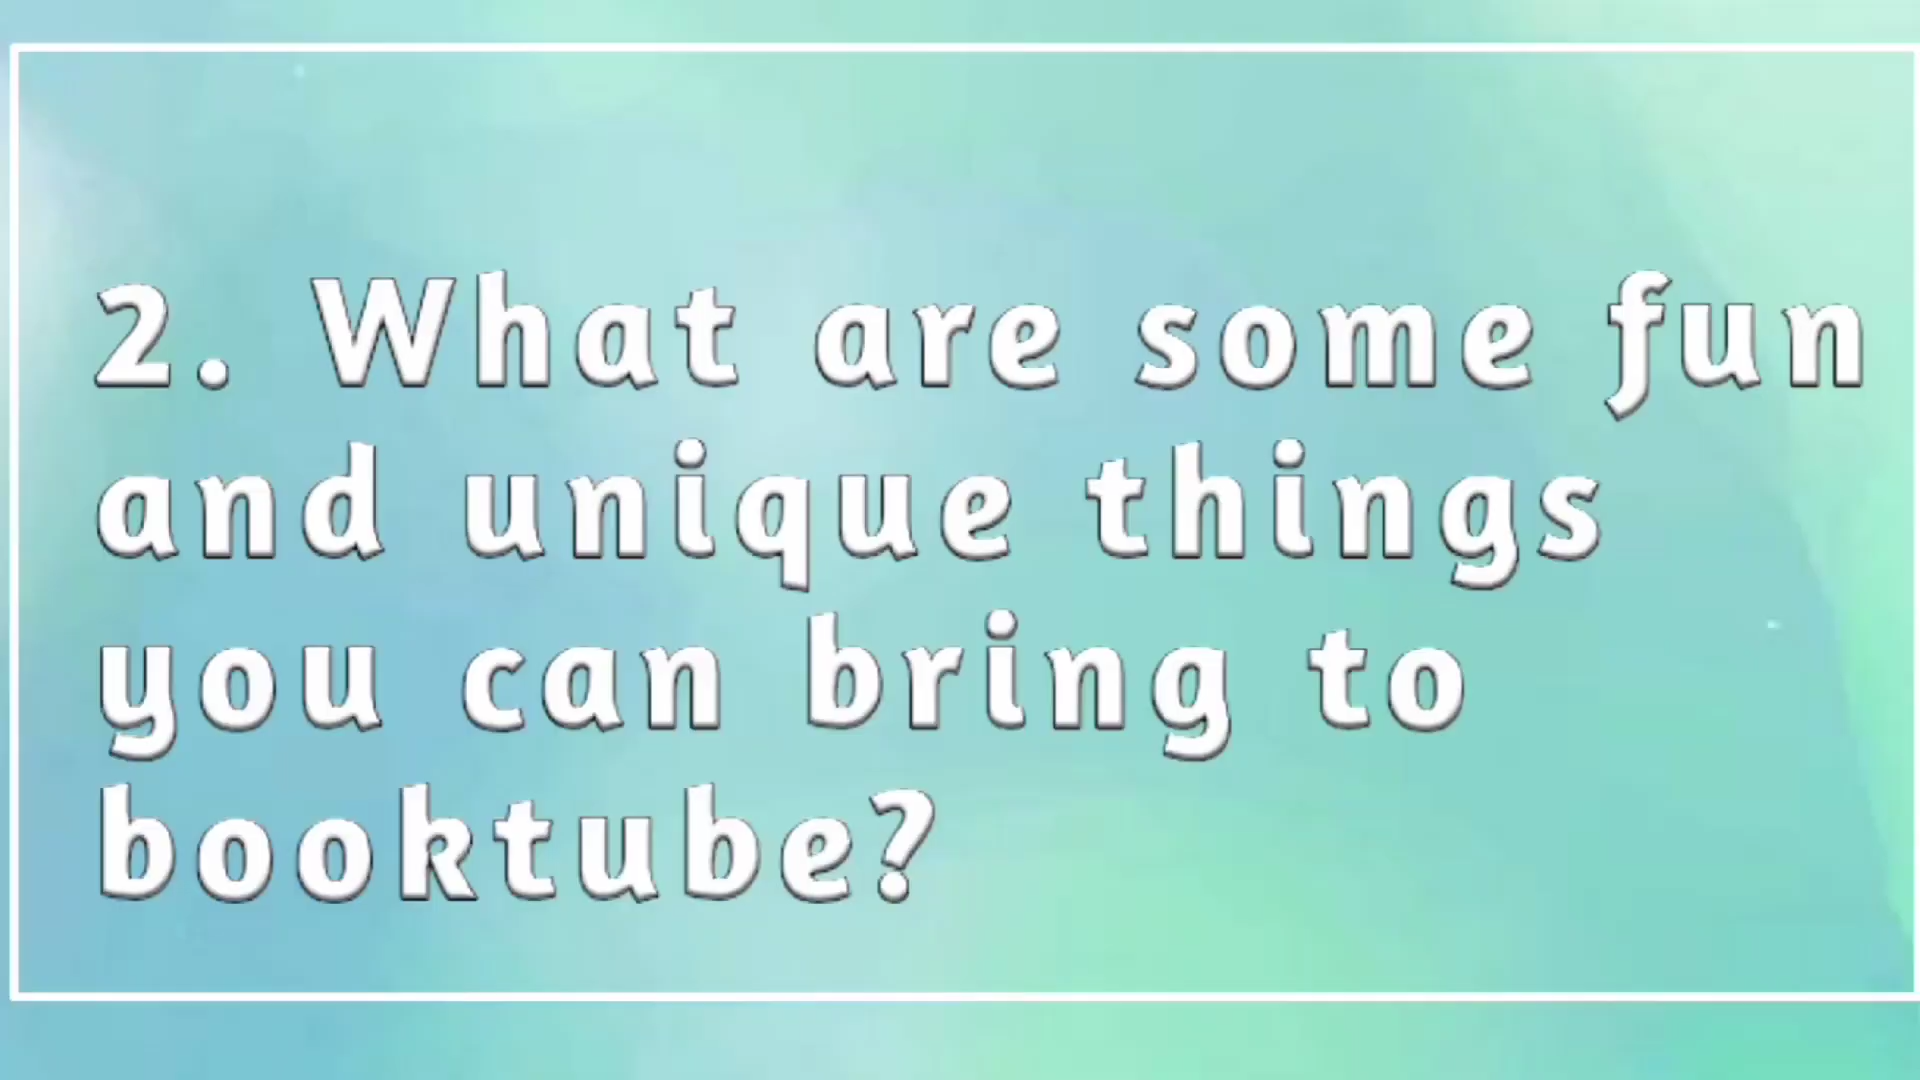 2. What are some fun
and unique things
you can bring to
booktube?